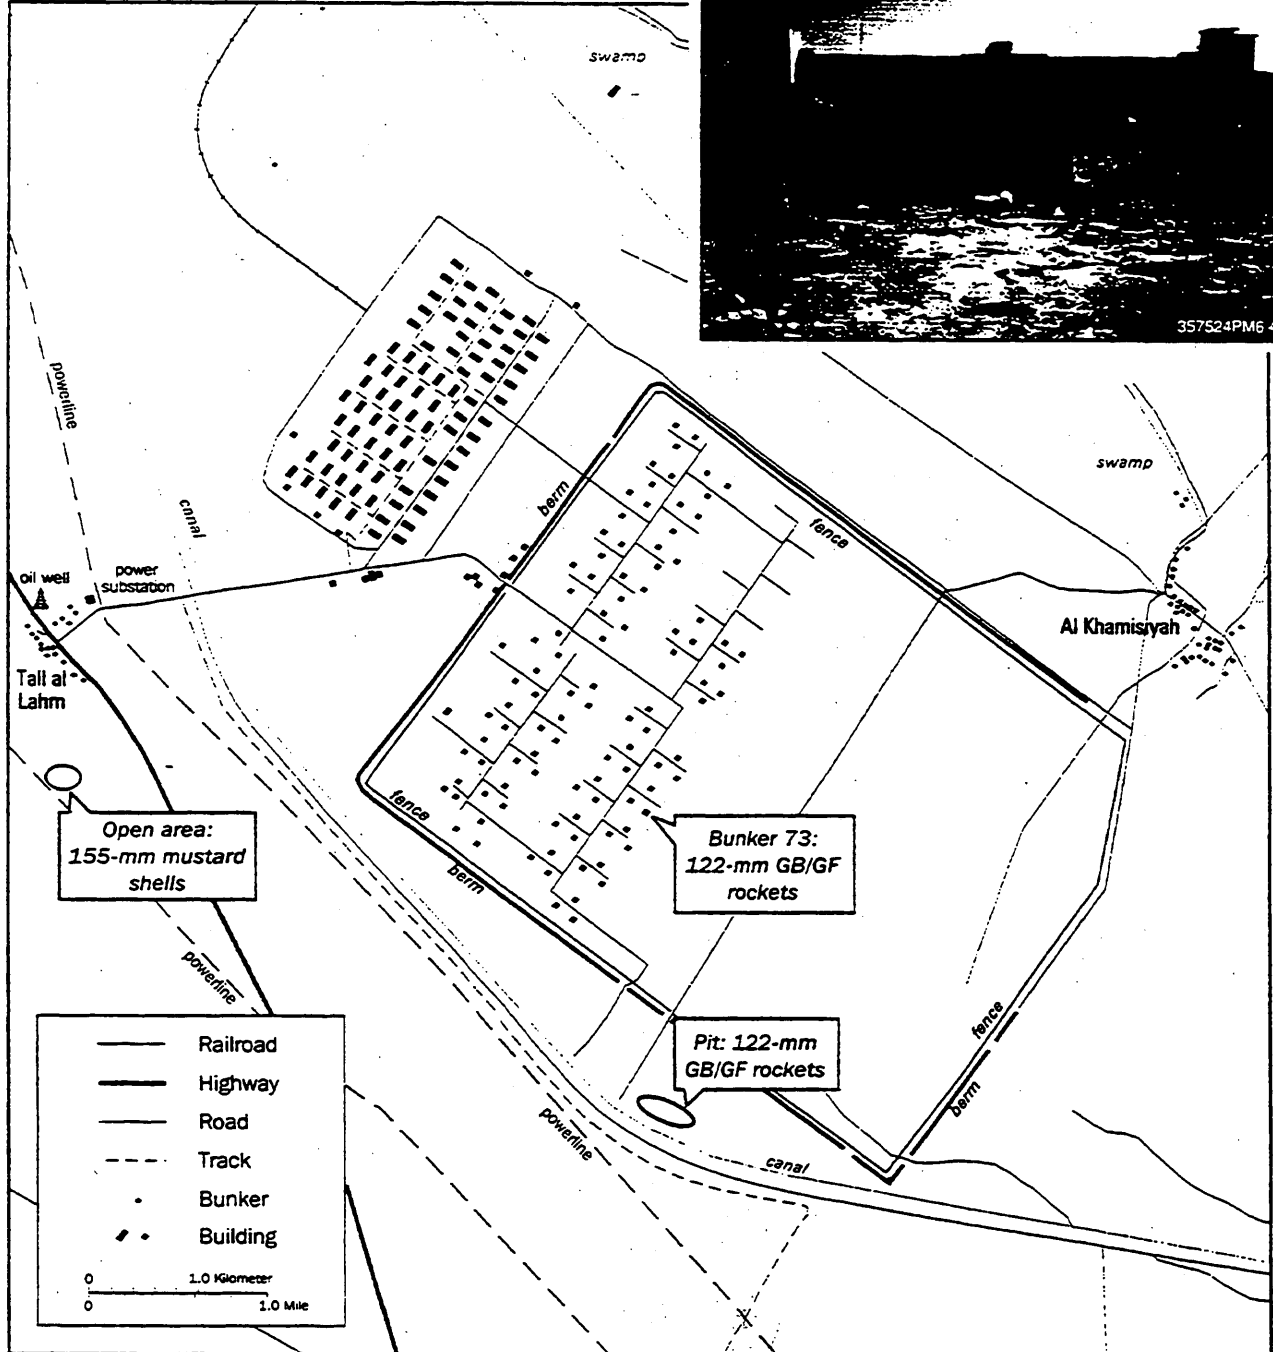 swamp
357524PM6
powerline
canal
berm
fence
swamp
oil well
power
substation
Al Khamisiyah
Tall al
Lahm
Open area:
155-mm mustard
shells
fence
berm
Bunker 73:
122-mm GB/GF
rockets
powerline
Pit: 122-mm
GB/GF rockets
fence
berm
powerline
canal
Railroad
Highway
Road
Track
Bunker
Building
0 1.0 Kilometer
0 1.0 Mile